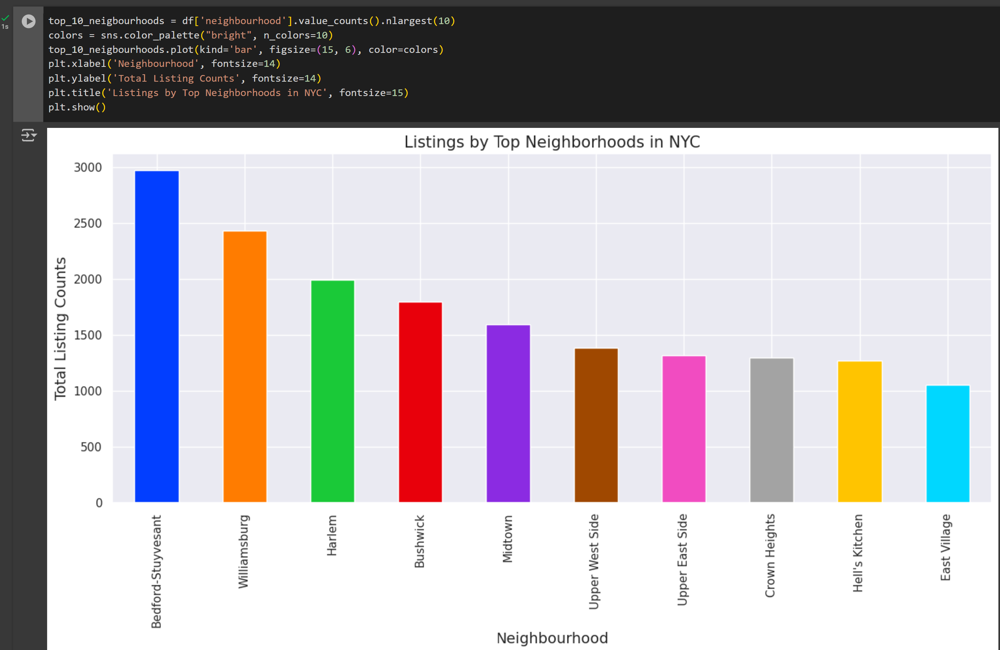 1s
top_10_neigbourhoods = df['neighbourhood'].value_counts().nlargest(10)
colors = sns.color_palette("bright", n_colors=10)
top_10_neigbourhoods.plot(kind='bar', figsize=(15, 6), color=colors)
plt.xlabel('Neighbourhood', fontsize=14)
plt.ylabel('Total Listing Counts', fontsize=14)
plt.title('Listings by Top Neighborhoods in NYC', fontsize=15)
plt.show()
Listings by Top Neighborhoods in NYC
Total Listing Counts
3000
2500
2000
1500
1000
500
0
Bedford-Stuyvesant
Williamsburg
Harlem
Bushwick
Midtown
Upper West Side
Upper East Side
Crown Heights
Hell's Kitchen
East Village
Neighbourhood